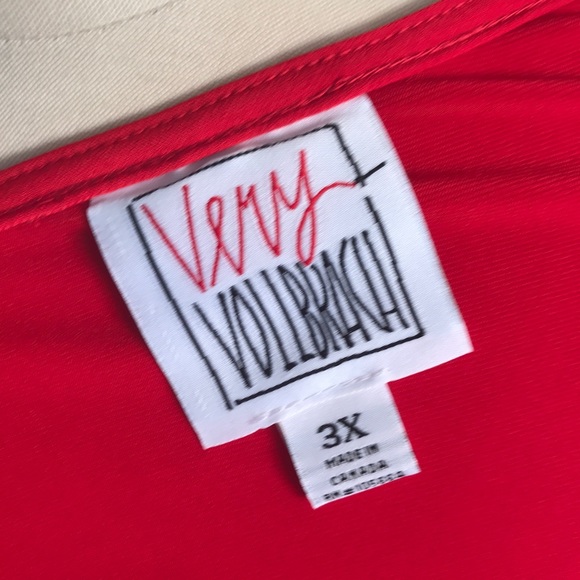 Very
VOLLBRACHT
3X
MADE IN
CANADA